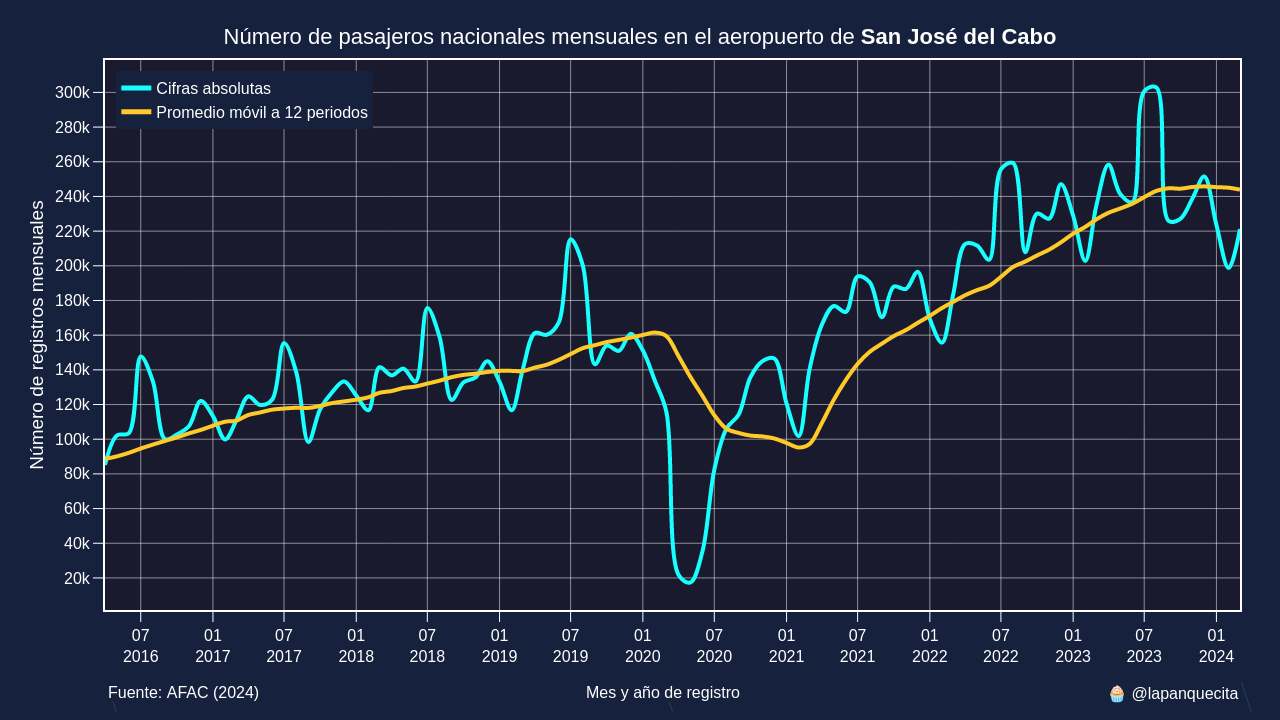 Número de pasajeros nacionales mensuales en el aeropuerto de San José del Cabo
Cifras absolutas
Promedio móvil a 12 periodos
Número de registros mensuales
300k
280k
260k
240k
220k
200k
180k
160k
140k
120k
100k
80k
60k
40k
20k
07 01 07 01 07 01 07 01 07 01 07 01 07 01 07 01
2016 2017 2017 2018 2018 2019 2019 2020 2020 2021 2021 2022 2022 2023 2023 2024
Fuente: AFAC (2024) Mes y año de registro 🧁 @lapanquecita